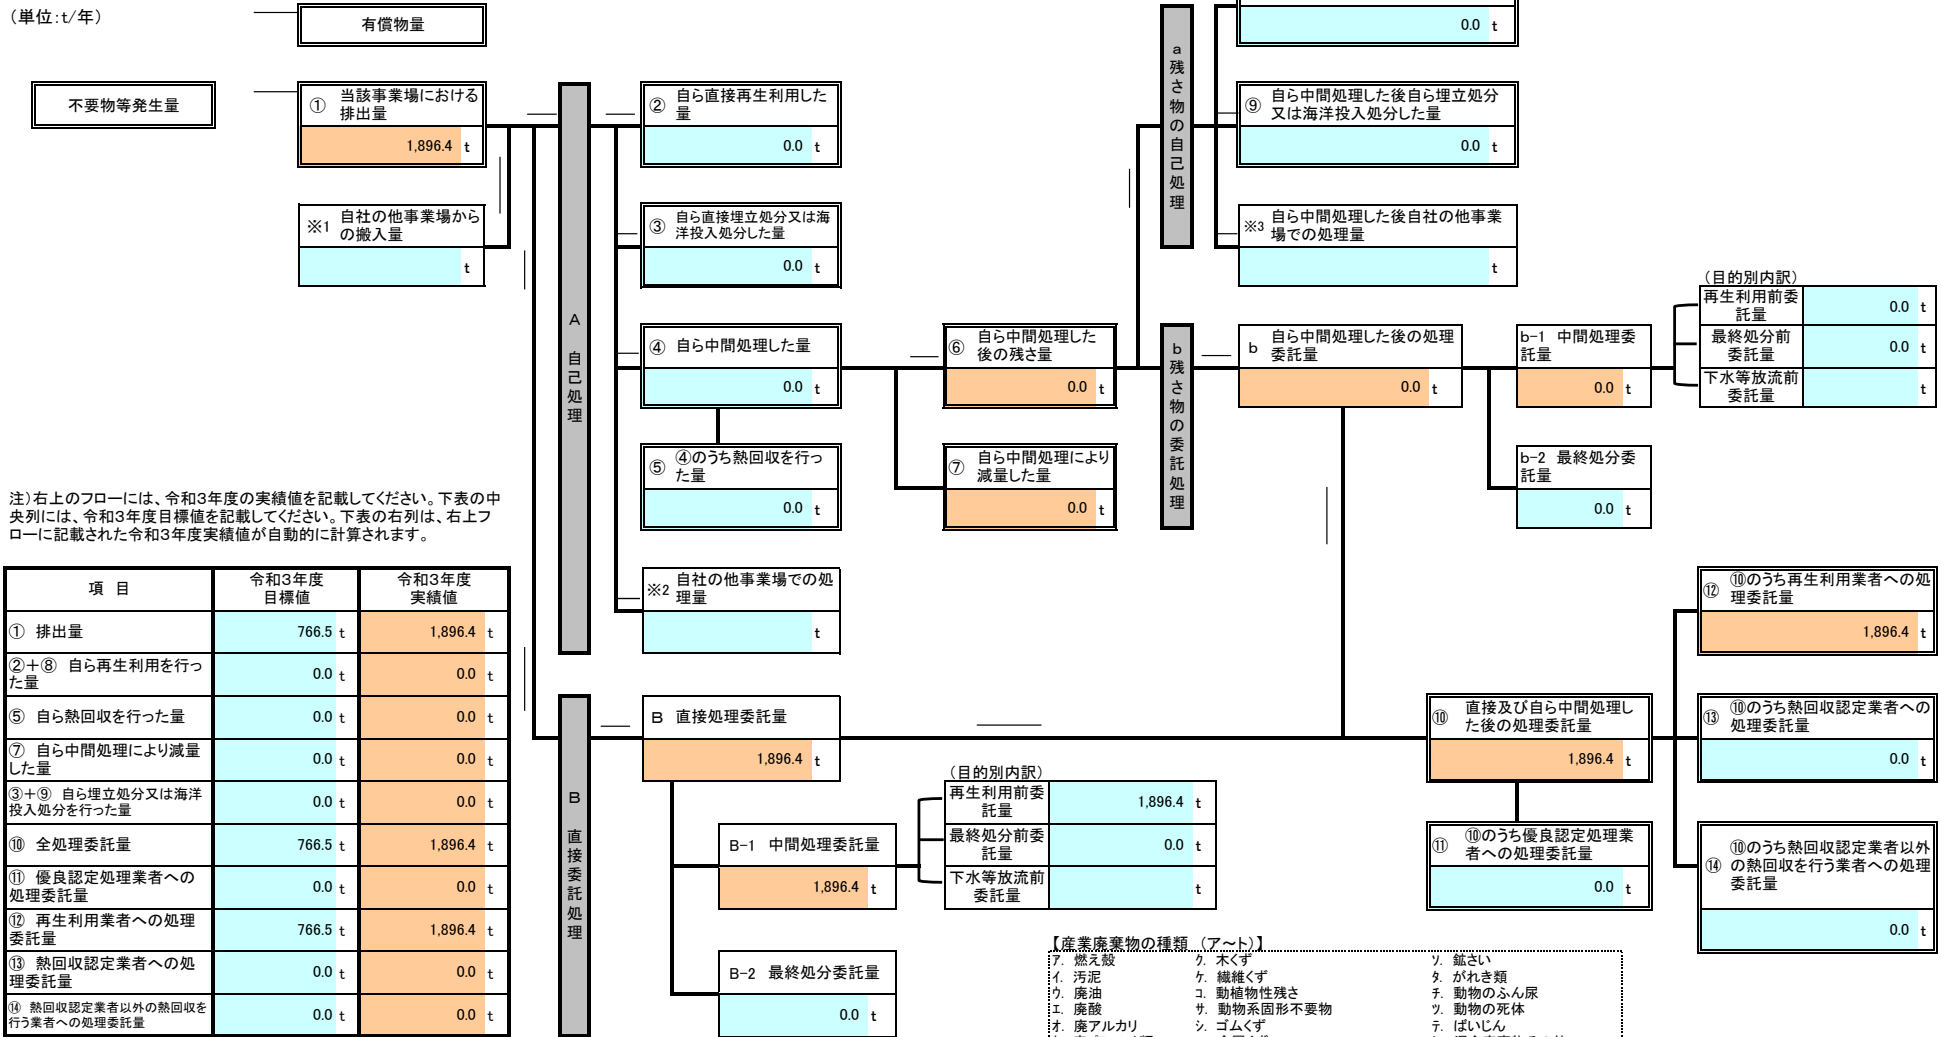 （単位:t/年）
有償物量
0.0 t
不要物等発生量
① 当該事業場における
排出量
1,896.4 t
② 自ら直接再生利用した
量
0.0 t
a 残さ物の自己処理
⑨ 自ら中間処理した後自ら埋立処分
又は海洋投入処分した量
0.0 t
※1 自社の他事業場から
の搬入量
t
③ 自ら直接埋立処分又は海
洋投入処分した量
0.0 t
※3 自ら中間処理した後自社の他事業
場での処理量
t
A 自己処理
④ 自ら中間処理した量
0.0 t
⑥ 自ら中間処理した
後の残さ量
0.0 t
b 残さ物の委託処理
b 自ら中間処理した後の処理
委託量
0.0 t
b-1 中間処理委
託量
0.0 t
（目的別内訳）
再生利用前委
託量
0.0 t
最終処分前
委託量
0.0 t
下水等放流前
委託量
t
⑤ ④のうち熱回収を行っ
た量
0.0 t
⑦ 自ら中間処理により
減量した量
0.0 t
b-2 最終処分委
託量
0.0 t
注）右上のフローには、令和3年度の実績値を記載してください。下表の中
央列には、令和3年度目標値を記載してください。下表の右列は、右上フ
ローに記載された令和3年度実績値が自動的に計算されます。
※2 自社の他事業場での処
理量
t
項 目
令和3年度
目標値
令和3年度
実績値
① 排出量 766.5 t 1,896.4 t
②＋⑧ 自ら再生利用を行っ
た量
0.0 t 0.0 t
⑤ 自ら熱回収を行った量 0.0 t 0.0 t
⑦ 自ら中間処理により減量
した量
0.0 t 0.0 t
③＋⑨ 自ら埋立処分又は海洋
投入処分を行った量
0.0 t 0.0 t
⑩ 全処理委託量 766.5 t 1,896.4 t
⑪ 優良認定処理業者への
処理委託量
0.0 t 0.0 t
⑫ 再生利用業者への処理
委託量
766.5 t 1,896.4 t
⑬ 熱回収認定業者への処
理委託量
0.0 t 0.0 t
⑭ 熱回収認定業者以外の熱回収を
行う業者への処理委託量
0.0 t 0.0 t
B 直接委託処理
B 直接処理委託量
1,896.4 t
B-1 中間処理委託量
1,896.4 t
（目的別内訳）
再生利用前委
託量
1,896.4 t
最終処分前委
託量
0.0 t
下水等放流前
委託量
t
B-2 最終処分委託量
0.0 t
⑩ 直接及び自ら中間処理し
た後の処理委託量
1,896.4 t
⑪ ⑩のうち優良認定処理業
者への処理委託量
0.0 t
⑫ ⑩のうち再生利用業者への処
理委託量
1,896.4 t
⑬ ⑩のうち熱回収認定業者への
処理委託量
0.0 t
⑭ ⑩のうち熱回収認定業者以外
の熱回収を行う業者への処理
委託量
0.0 t
【産業廃棄物の種類 （ア～ト）】
ア. 燃え殻 ク. 木くず ソ. 鉱さい
イ. 汚泥 ケ. 繊維くず タ. がれき類
ウ. 廃油 コ. 動植物性残さ チ. 動物のふん尿
エ. 廃酸 サ. 動物系固形不要物 ツ. 動物の死体
オ. 廃アルカリ シ. ゴムくず テ. ばいじん